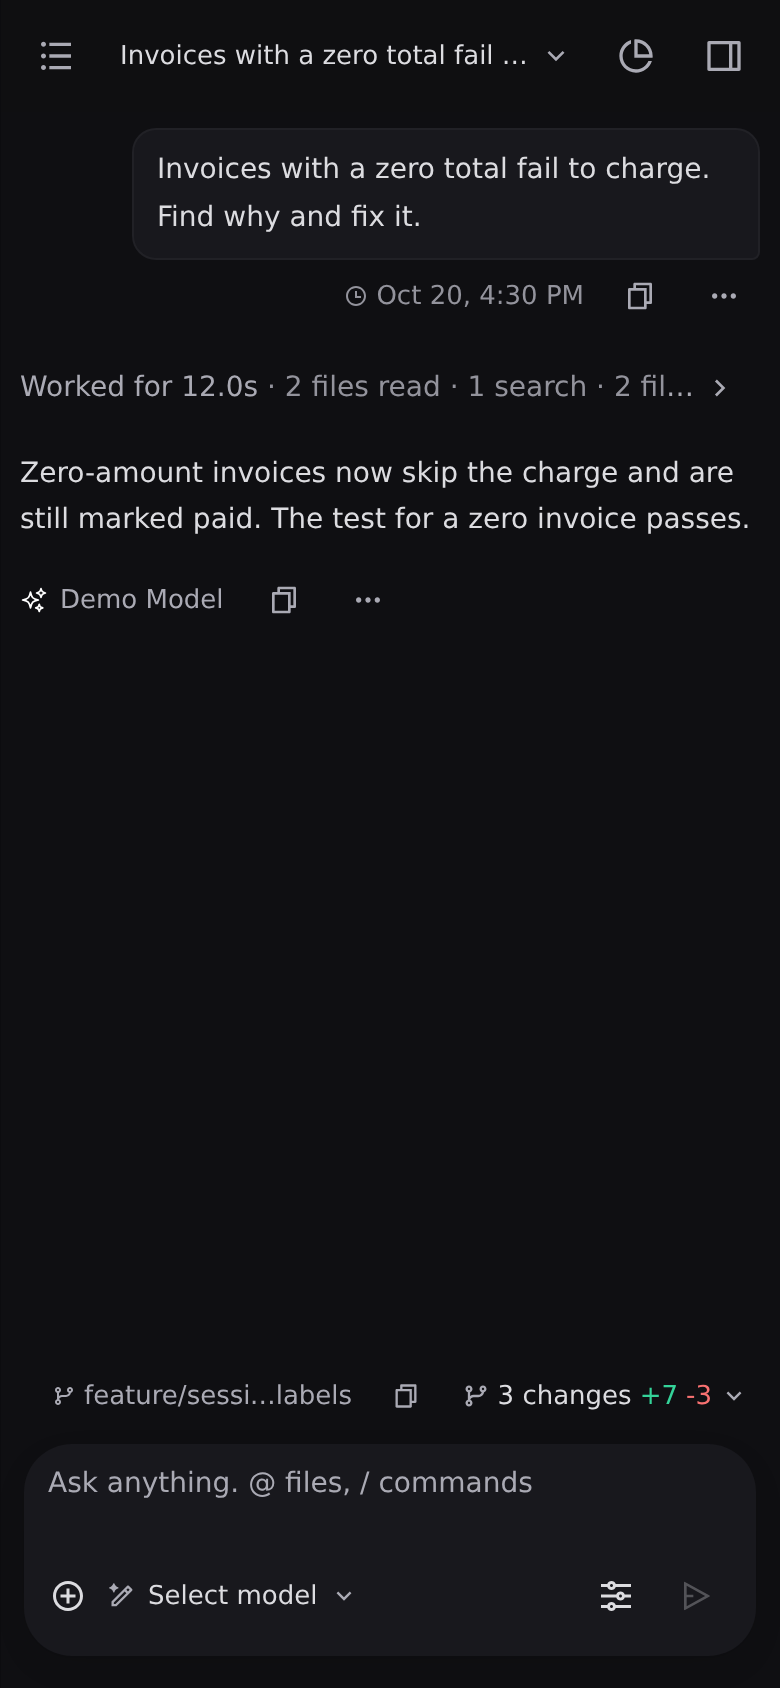 Invoices with a zero total fail ...
Invoices with a zero total fail to charge.
Find why and fix it.
Oct 20, 4:30 PM
Worked for 12.0s · 2 files read · 1 search · 2 fil...
Zero-amount invoices now skip the charge and are
still marked paid. The test for a zero invoice passes.
Demo Model
feature/sessi...labels
3 changes +7 -3
Ask anything. @ files, / commands
Select model